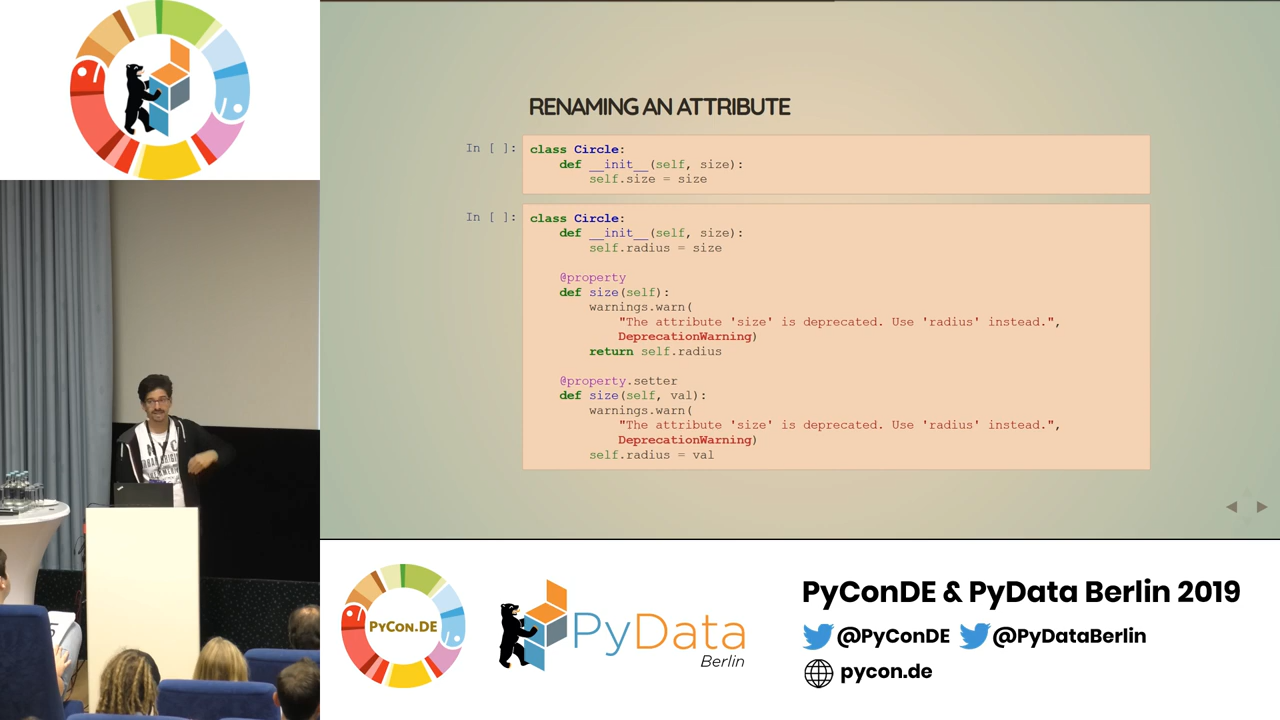 RENAMING AN ATTRIBUTE
In [ ]:
class Circle:
    def __init__(self, size):
        self.size = size
In [ ]:
class Circle:
    def __init__(self, size):
        self.radius = size
    @property
    def size(self):
        warnings.warn(
            "The attribute 'size' is deprecated. Use 'radius' instead.",
            DeprecationWarning)
        return self.radius
    @property.setter
    def size(self, val):
        warnings.warn(
            "The attribute 'size' is deprecated. Use 'radius' instead.",
            DeprecationWarning)
        self.radius = val
NYC
PyCon.DE
PyData
Berlin
PyConDE & PyData Berlin 2019
@PyConDE @PyDataBerlin
pycon.de